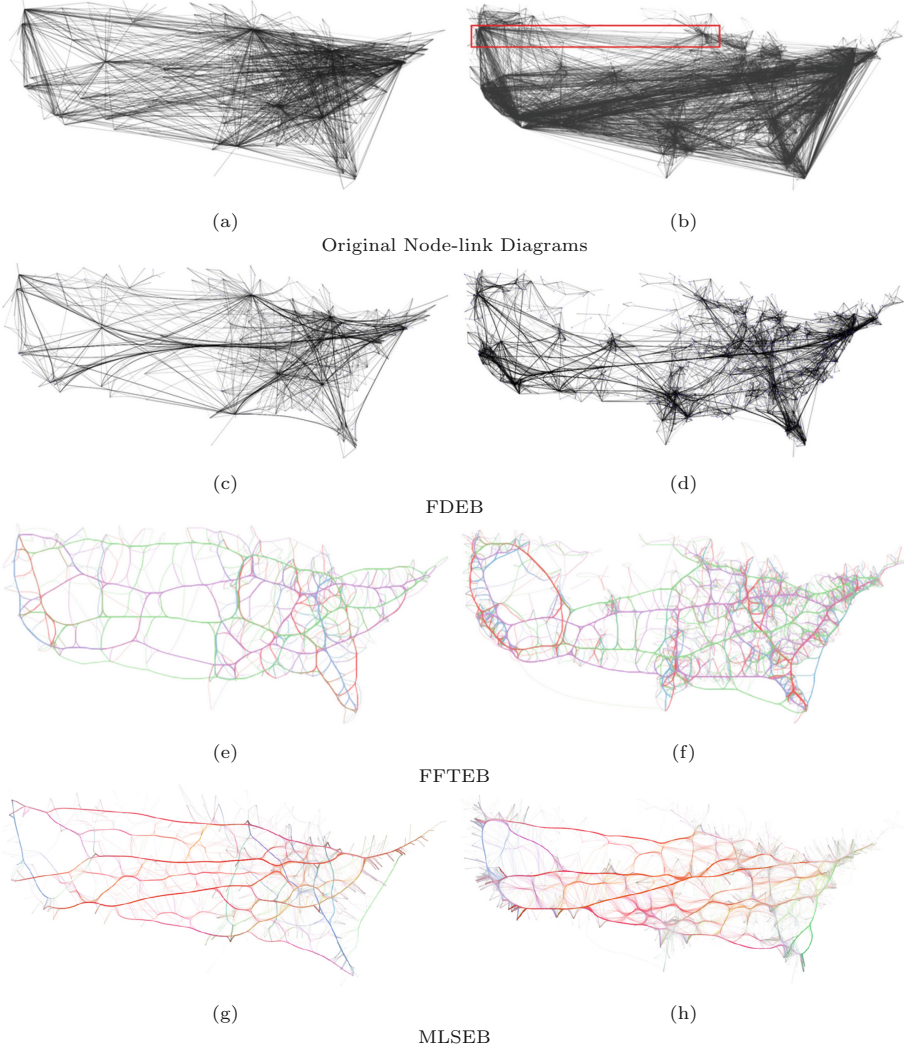 (a) (b)
Original Node-link Diagrams
(c) (d)
FDEB
(e) (f)
FFTEB
(g) (h)
MLSEB